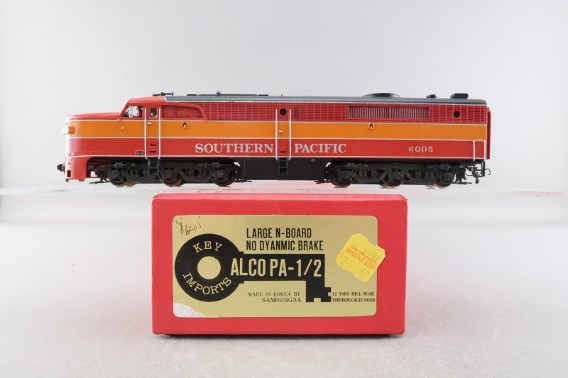 SOUTHERN PACIFIC
6005
LARGE N-BOARD
NO DYANMIC BRAKE
KEY
IMPORTS
ALCO PA-1/2
MADE IN KOREA BY
SAMHONGSA